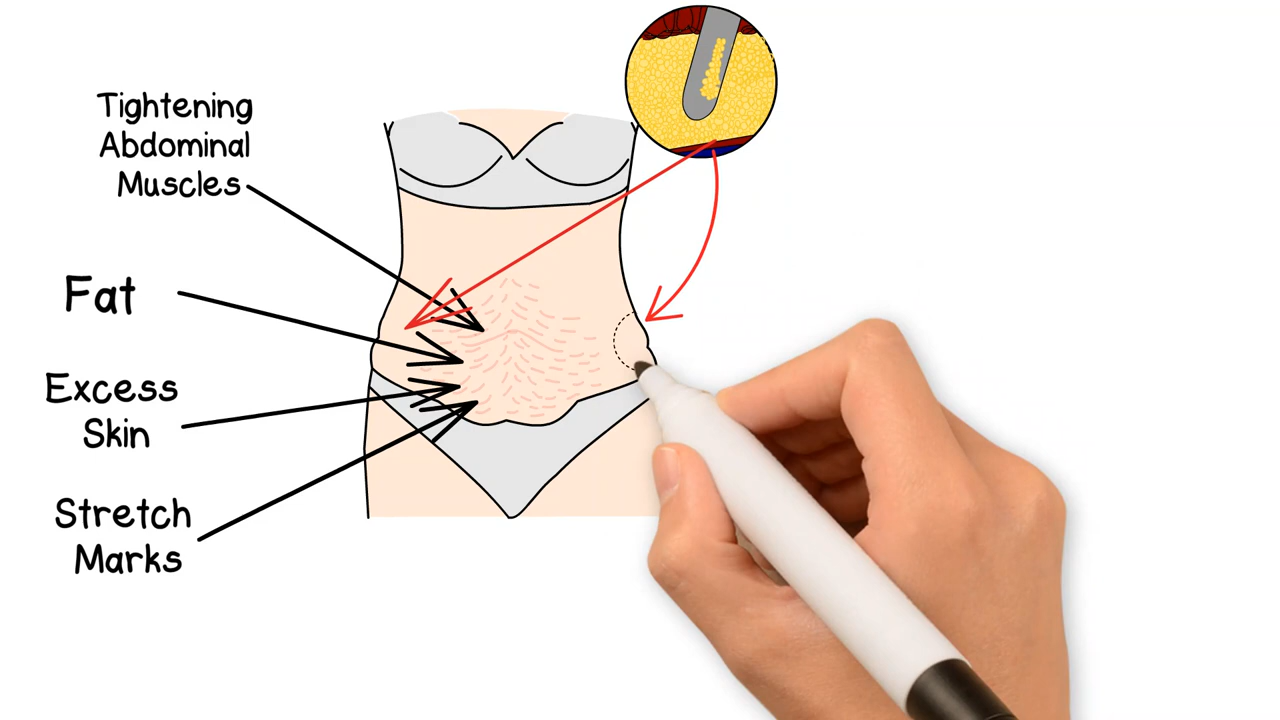 Tightening
Abdominal
Muscles
Fat
Excess
Skin
Stretch
Marks